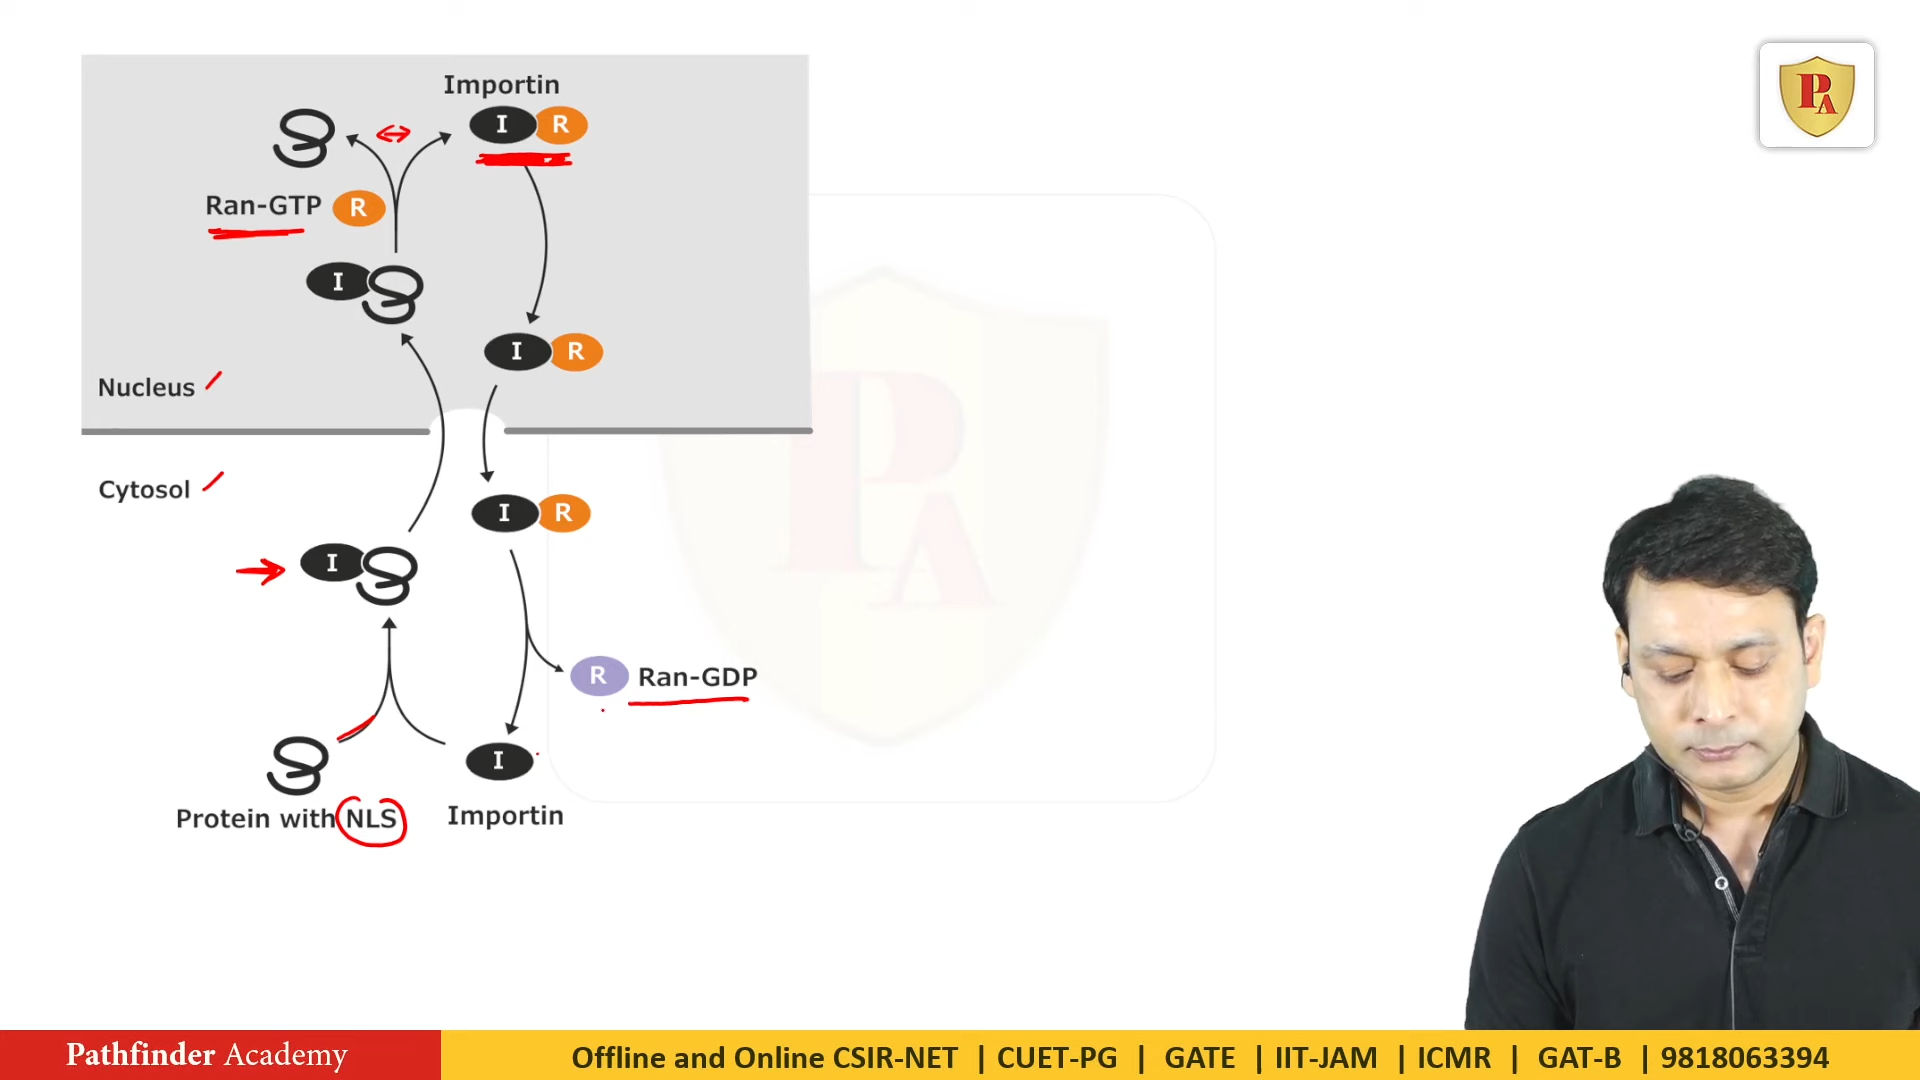 Importin
I R
Ran-GTP R
I
I R
Nucleus
Cytosol
I R
I
R Ran-GDP
I
Protein with NLS
Importin
PA
PA
Pathfinder Academy
Offline and Online CSIR-NET | CUET-PG | GATE | IIT-JAM | ICMR | GAT-B | 9818063394